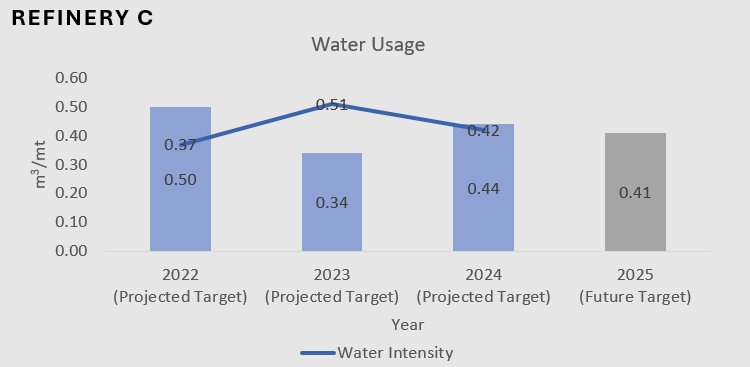 REFINERY C
Water Usage
0.60
0.50
0.40
0.30
0.20
0.10
0.00
m³/mt
0.37
0.51
0.42
0.50
0.34
0.44
0.41
2022 2023 2024 2025
(Projected Target) (Projected Target) (Projected Target) (Future Target)
Year
Water Intensity